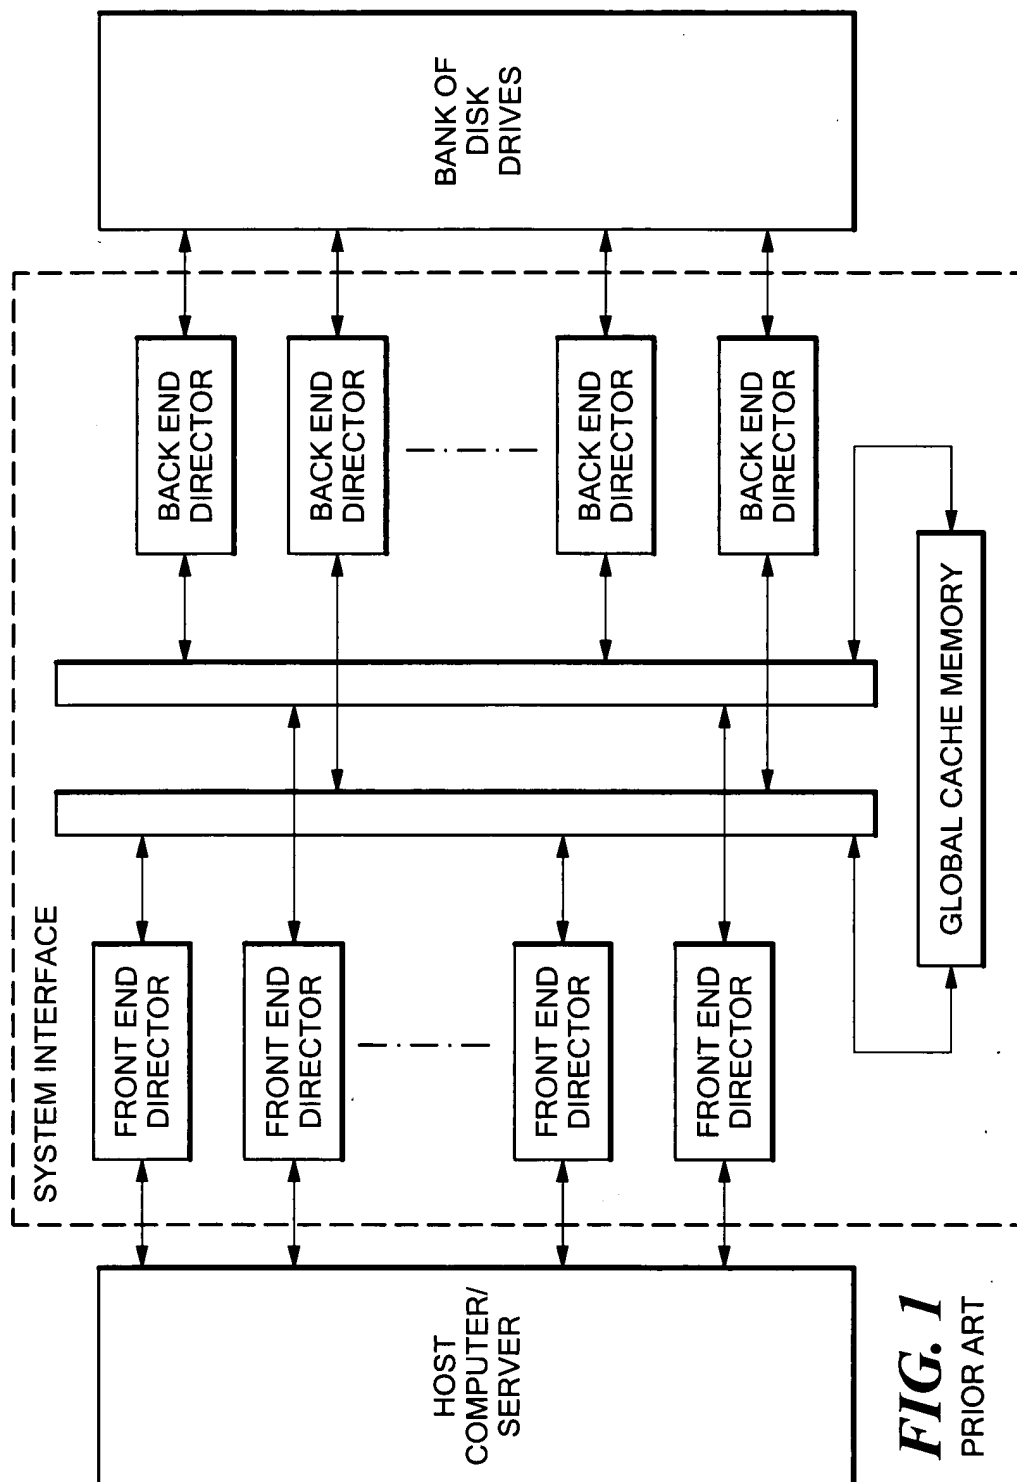 SYSTEM INTERFACE
HOST
COMPUTER/
SERVER
FRONT END
DIRECTOR
FRONT END
DIRECTOR
FRONT END
DIRECTOR
FRONT END
DIRECTOR
BACK END
DIRECTOR
BACK END
DIRECTOR
BACK END
DIRECTOR
BACK END
DIRECTOR
BANK OF
DISK
DRIVES
GLOBAL CACHE MEMORY
FIG. 1
PRIOR ART